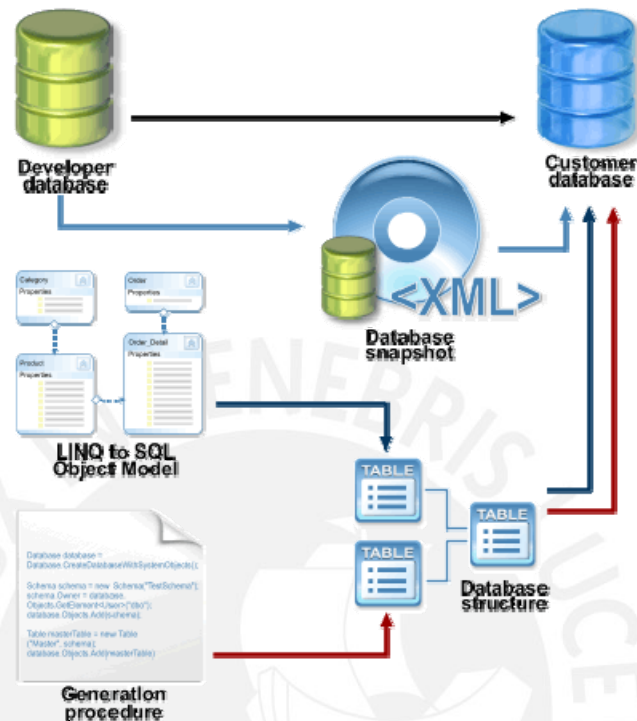 Developer
database
Customer
database
<XML>
Database
snapshot
Category
Properties
Order
Properties
Product
Properties
Order_Detail
Properties
LINQ to SQL
Object Model
TABLE
TABLE
TABLE
Database
structure
Database database =
Database.CreateDatabaseWithSystemObjects();
Schema schema = new Schema("TestSchema");
schema.Owner = database.
Objects.GetElement<User>("dbo");
database.Objects.Add(schema);
Table masterTable = new Table
("Master", schema);
database.Objects.Add(masterTable)
Generation
procedure